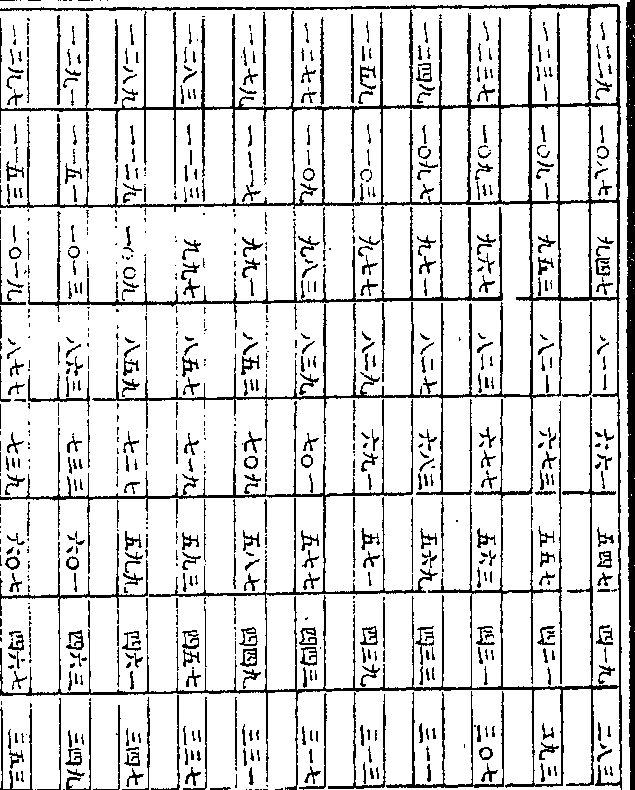 一二二九 一〇八七 九四七 八一一 六六一 五四七 四一九 二八三
一二三一 一〇九一 九五三 八二一 六七三 五五七 四二一 二九三
一二三七 一〇九三 九六七 八二三 六七七 五六三 四三一 三〇七
一二四九 一〇九七 九七一 八二七 六八三 五六九 四三三 三一一
一二五九 一一〇三 九七七 八二九 六九一 五七一 四三九 三一三
一二七七 一一〇九 九八三 八三九 七〇一 五七七 四四三 三一七
一二七九 一一一七 九九一 八五三 七〇九 五八七 四四九 三三一
一二八三 一一二三 九九七 八五七 七一九 五九三 四五七 三三七
一二八九 一一二九 一〇〇九 八五九 七二七 五九九 四六一 三四七
一二九一 一一五一 一〇一三 八六三 七三三 六〇一 四六三 三四九
一二九七 一一五三 一〇一九 八七七 七三九 六〇七 四六七 三五三